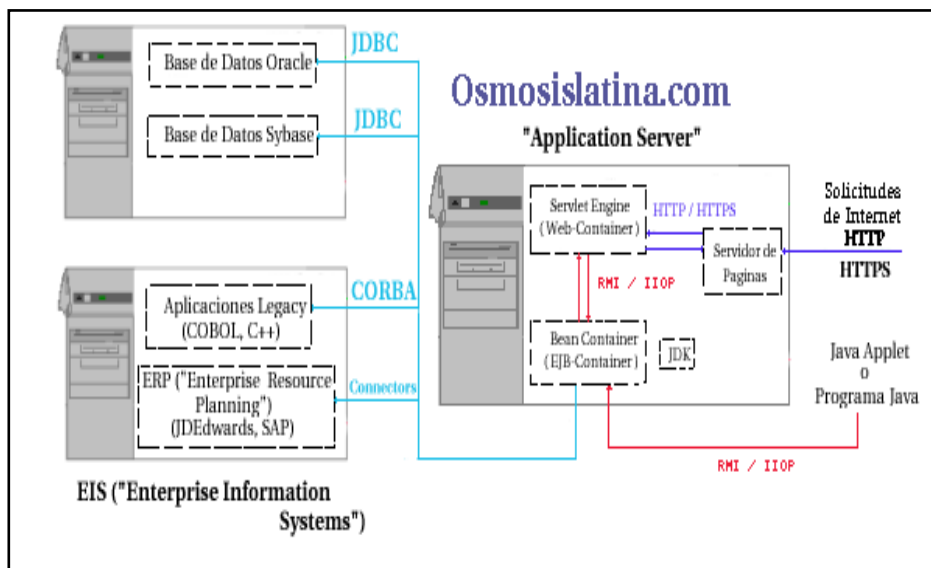 Base de Datos Oracle
JDBC
Base de Datos Sybase
JDBC
Osmosislatina.com
"Application Server"
Servlet Engine
(Web-Container)
HTTP / HTTPS
Servidor de
Paginas
Solicitudes
de Internet
HTTP
HTTPS
RMI / IIOP
Bean Container
(EJB-Container)
JDK
Java Applet
o
Programa Java
RMI / IIOP
Aplicaciones Legacy
(COBOL, C++)
CORBA
ERP ("Enterprise Resource
Planning")
(JDEdwards, SAP)
Connectors
EIS ("Enterprise Information
Systems")